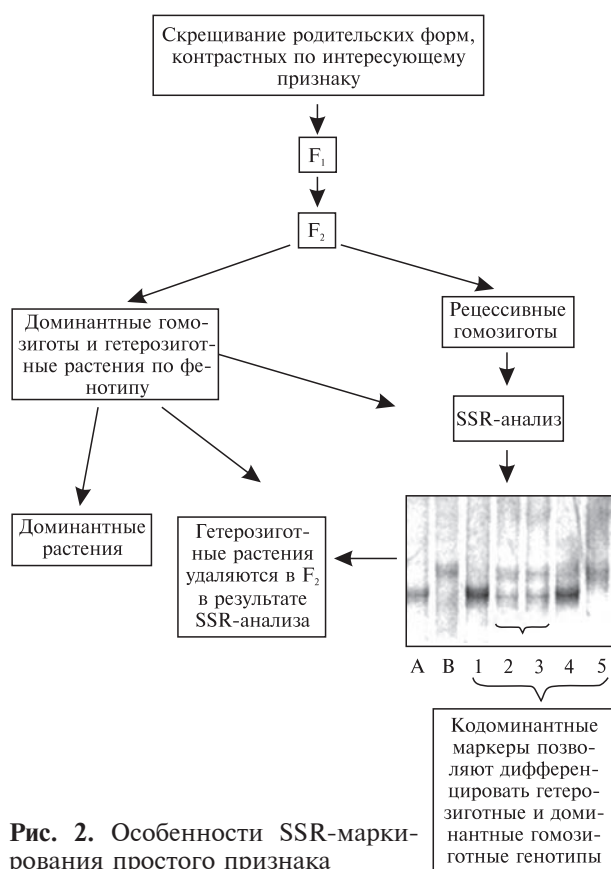 Скрещивание родительских форм,
контрастных по интересующему
признаку
F₁
F₂
Доминантные гомо-
зиготы и гетерозигот-
ные растения по фе-
нотипу
Рецессивные
гомозиготы
SSR-анализ
Доминантные
растения
Гетерозигот-
ные растения
удаляются в F₂
в результате
SSR-анализа
А В 1 2 3 4 5
Кодоминантные
маркеры позво-
ляют дифферен-
цировать гетеро-
зиготные и доми-
нантные гомози-
готные генотипы
Рис. 2. Особенности SSR-марки-
рования простого признака